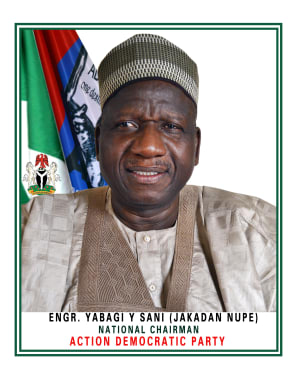 ENGR. YABAGI Y SANI (JAKADAN NUPE)
NATIONAL CHAIRMAN
ACTION DEMOCRATIC PARTY